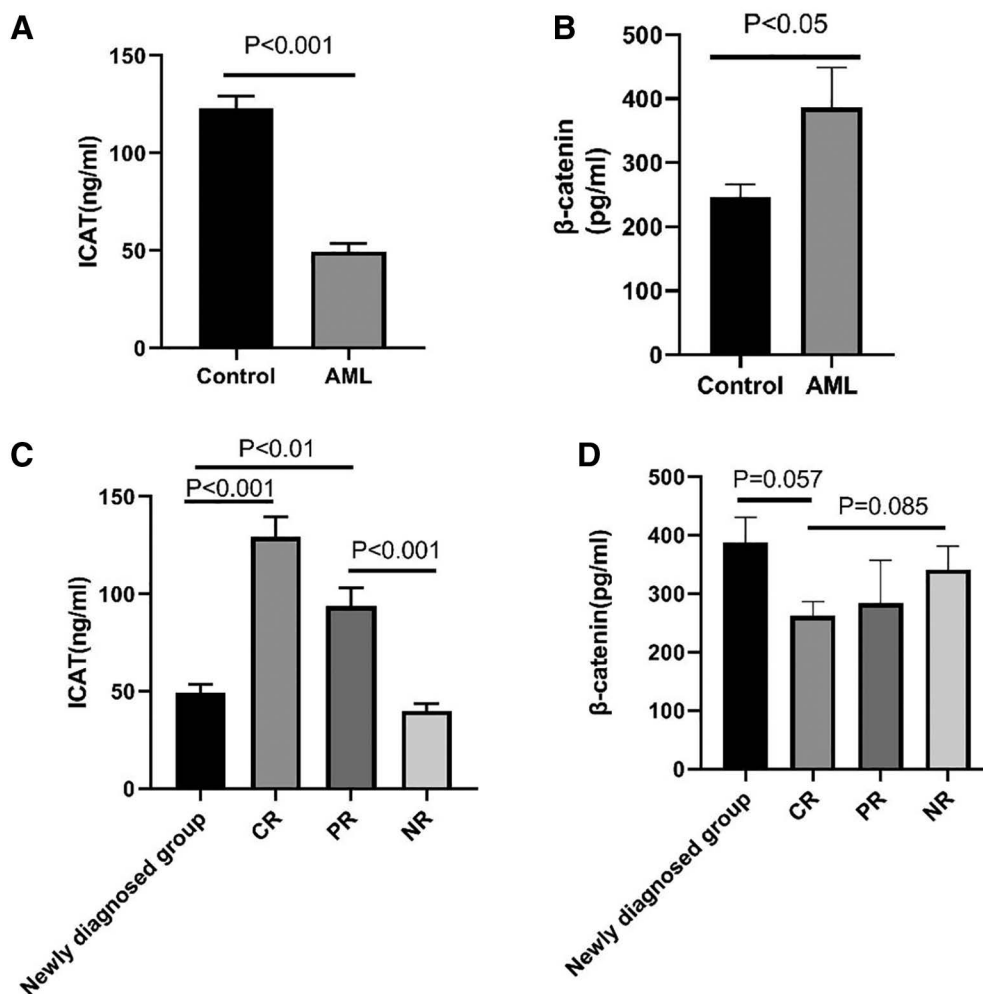 A
P<0.001
ICAT(ng/ml)
150
100
50
0
Control AML
B
P<0.05
β-catenin
(pg/ml)
500
400
300
200
100
0
Control AML
C
P<0.01
P<0.001
P<0.001
ICAT(ng/ml)
150
100
50
0
Newly diagnosed group
CR
PR
NR
D
P=0.057
P=0.085
β-catenin(pg/ml)
500
400
300
200
100
0
Newly diagnosed group
CR
PR
NR